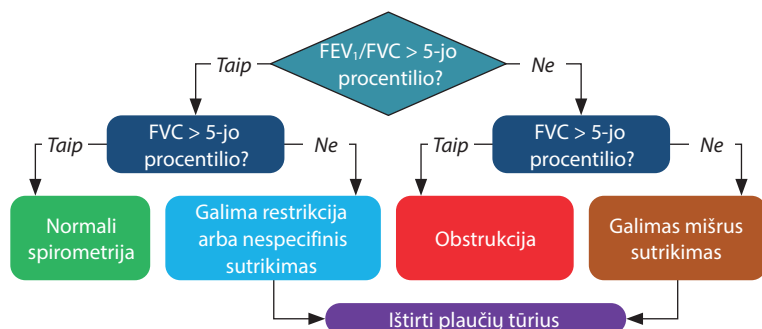 FEV₁/FVC > 5-jo
procentilio?
Taip
Ne
FVC > 5-jo
procentilio?
FVC > 5-jo
procentilio?
Taip
Ne
Taip
Ne
Normali
spirometrija
Galima restrikcija
arba nespecifinis
sutrikimas
Obstrukcija
Galimas mišrus
sutrikimas
Ištirti plaučių tūrius